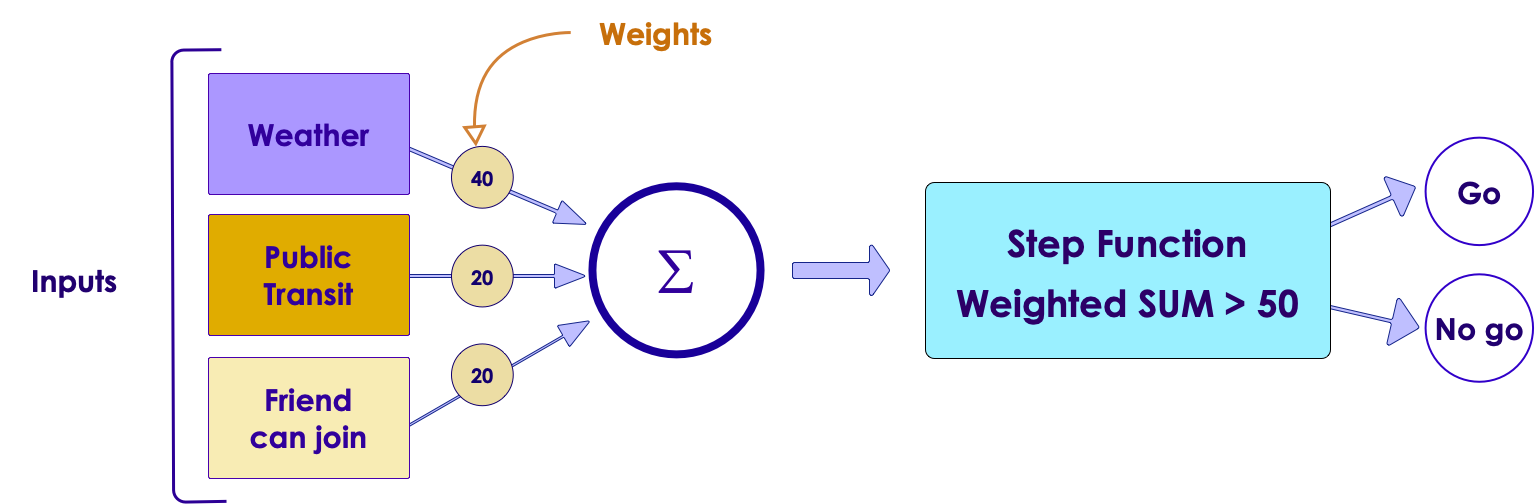 Weights
Inputs
Weather
40
Public
Transit
20
Friend
can join
20
Σ
Step Function
Weighted SUM > 50
Go
No go